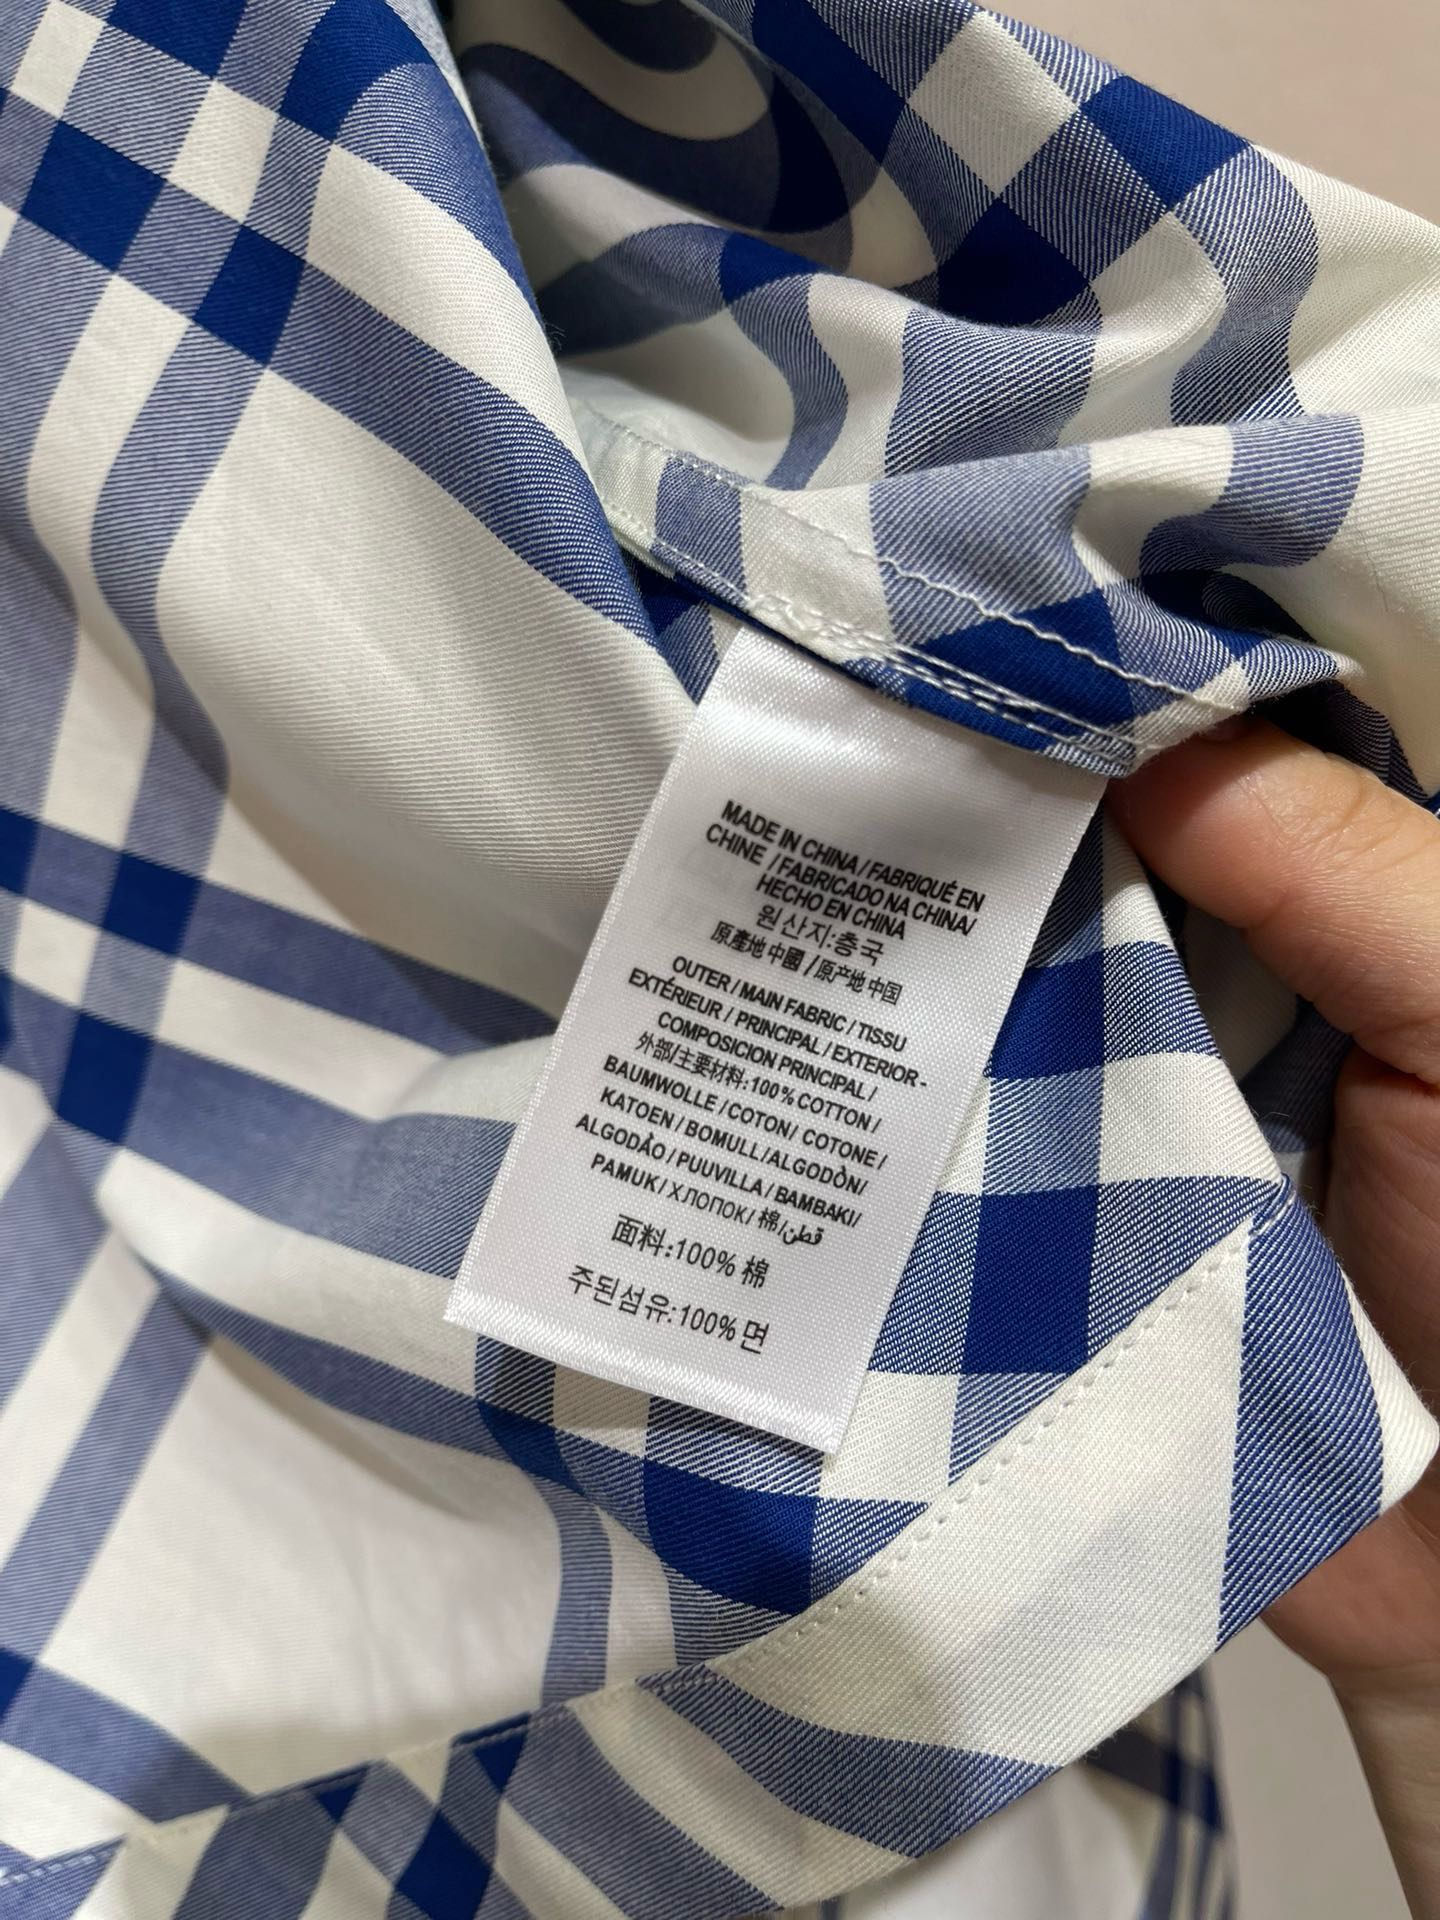 MADE IN CHINA / FABRIQUÉ EN
CHINE / FABRICADO NA CHINA/
HECHO EN CHINA
원산지:층국
原產地中國 / 原产地中国
OUTER / MAIN FABRIC / TISSU
EXTÉRIEUR / PRINCIPAL / EXTERIOR -
COMPOSICION PRINCIPAL /
外部/主要材料:100% COTTON /
BAUMWOLLE / COTON / COTONE /
KATOEN / BOMULL / ALGODÒN/
ALGODÀO / PUUVILLA / BAMBAKI/
PAMUK / ХЛОПОК/ 棉/قطن
面料:100% 棉
주된섬유:100% 면